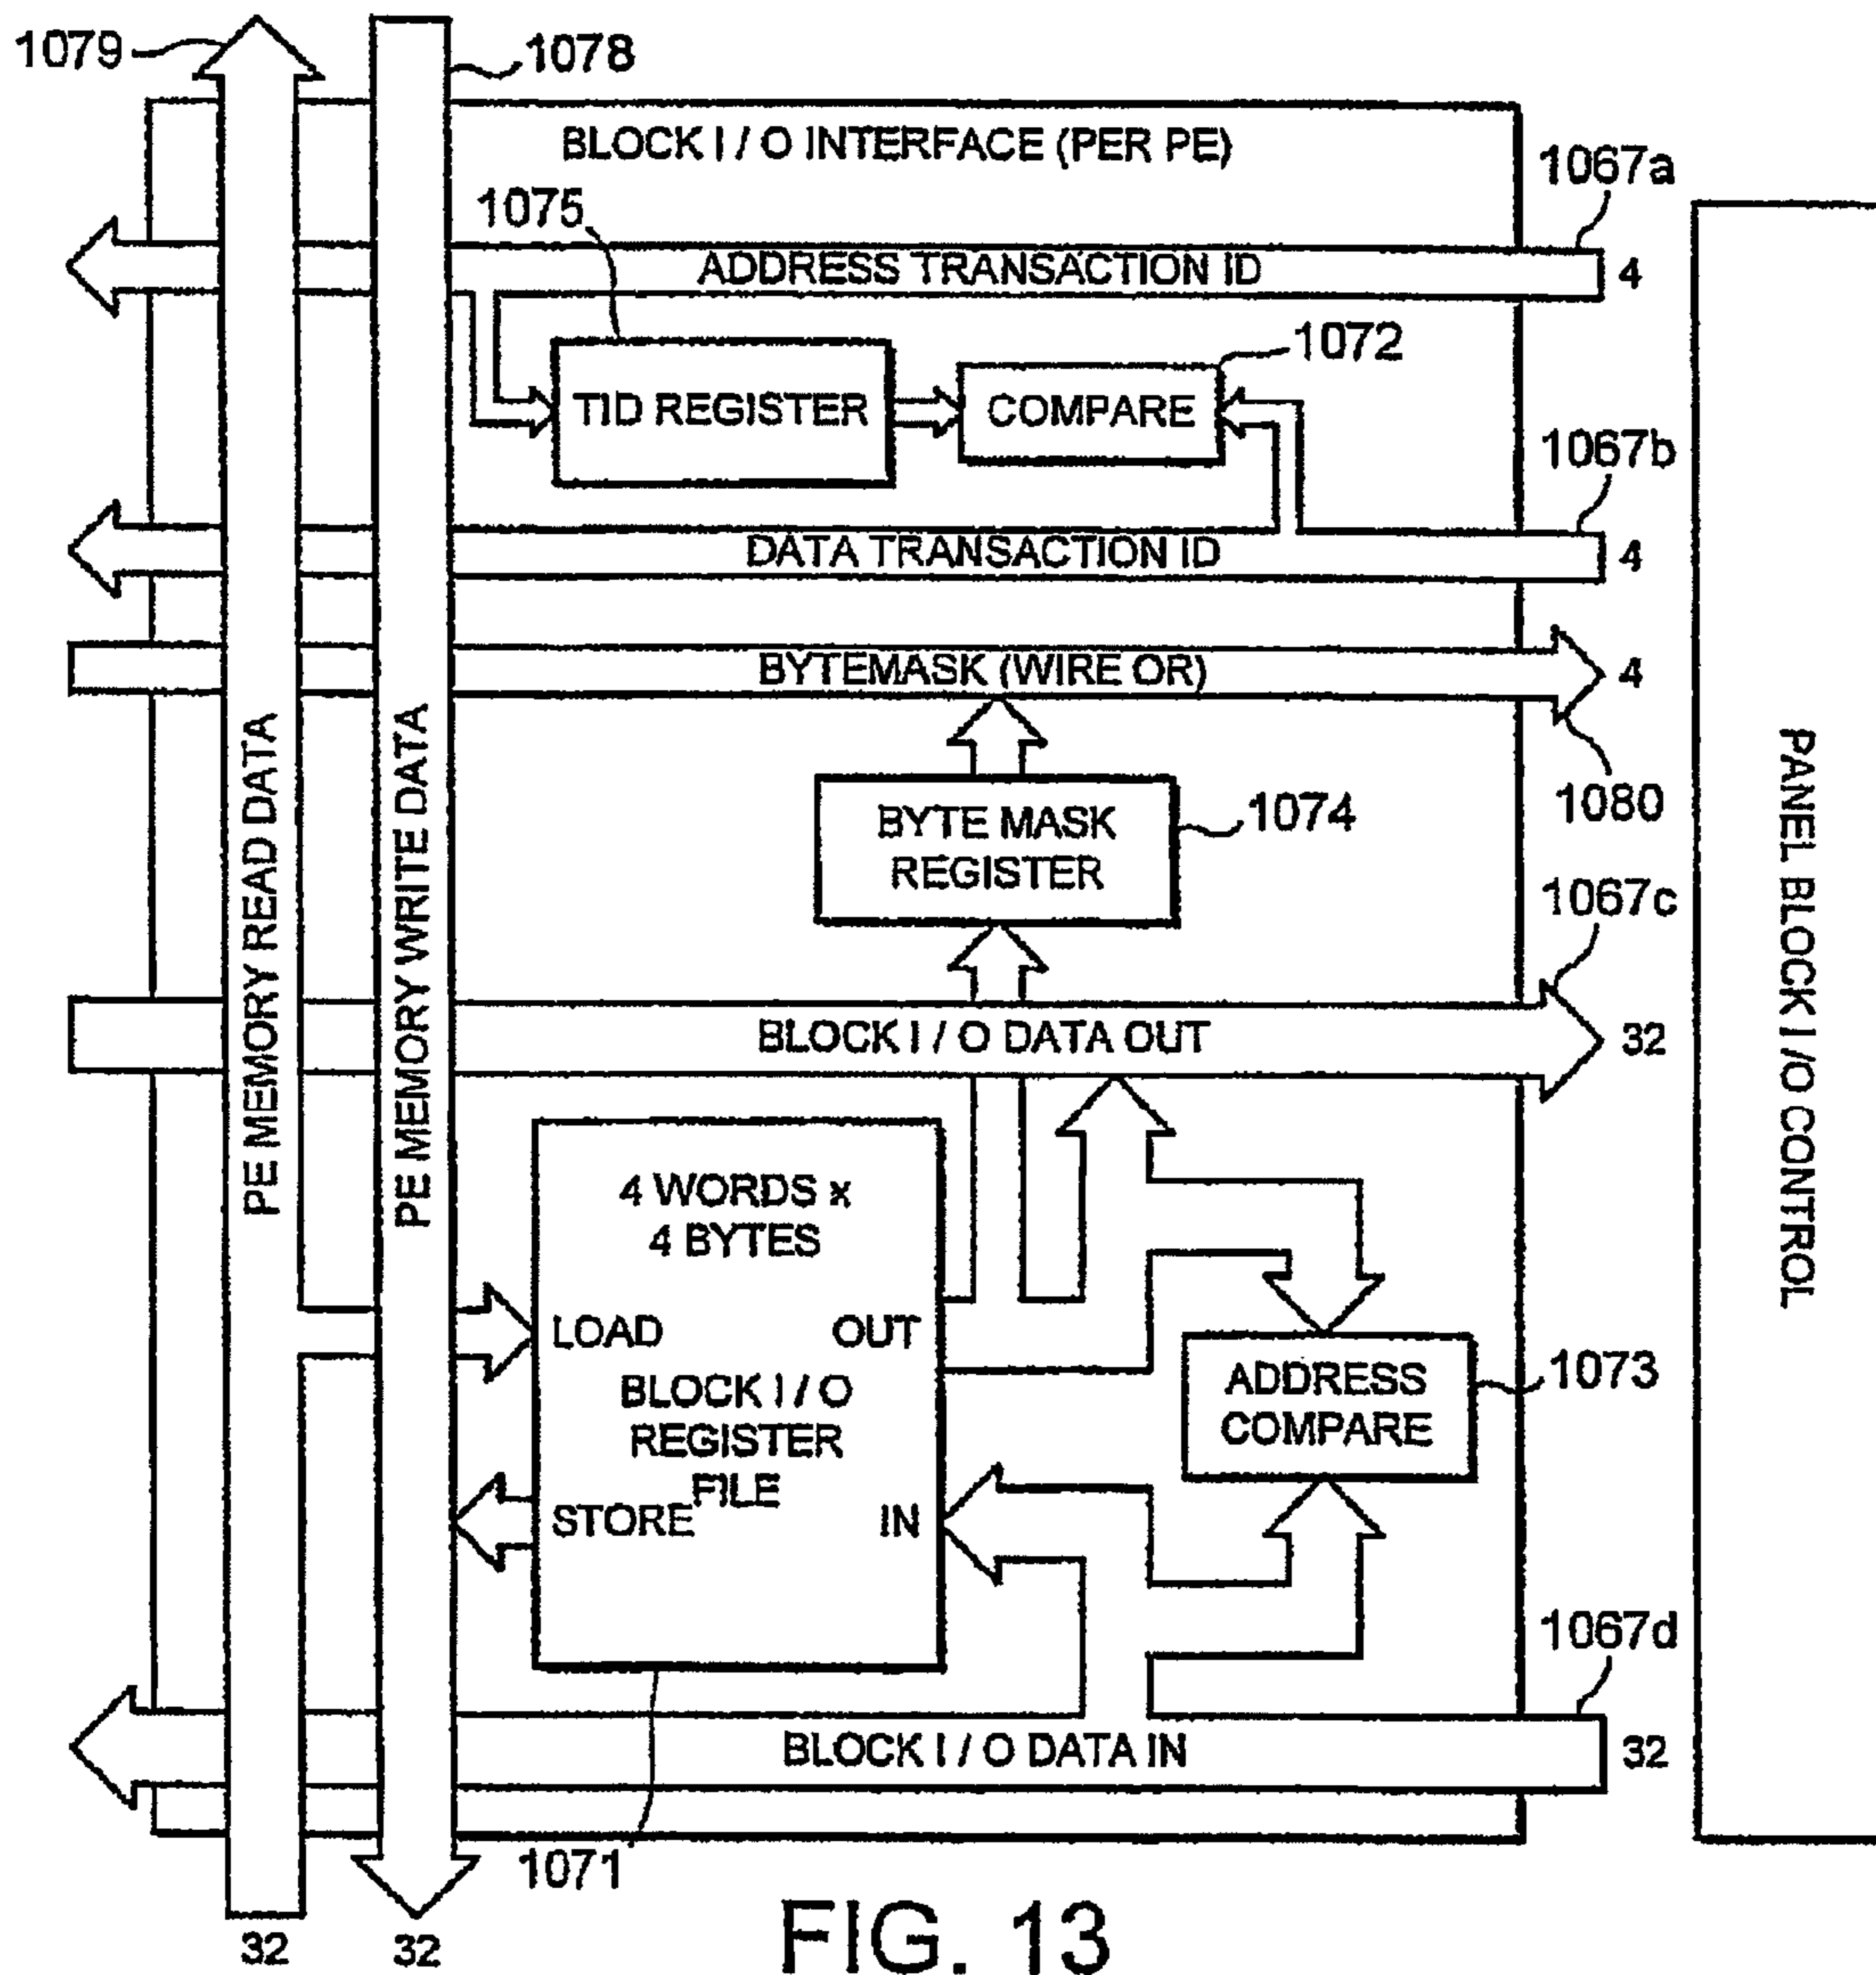 1079
1078
BLOCK I / O INTERFACE (PER PE)
1067a
1075
ADDRESS TRANSACTION ID
4
1072
TID REGISTER
COMPARE
1067b
DATA TRANSACTION ID
4
BYTEMASK (WIRE OR)
4
1080
PE MEMORY READ DATA
PE MEMORY WRITE DATA
BYTE MASK
REGISTER
1074
PANEL BLOCK I / O CONTROL
1067c
BLOCK I / O DATA OUT
32
4 WORDS x
4 BYTES
LOAD
OUT
BLOCK I / O
REGISTER
FILE
STORE
IN
ADDRESS
COMPARE
1073
1067d
BLOCK I / O DATA IN
32
1071
32
32
FIG. 13